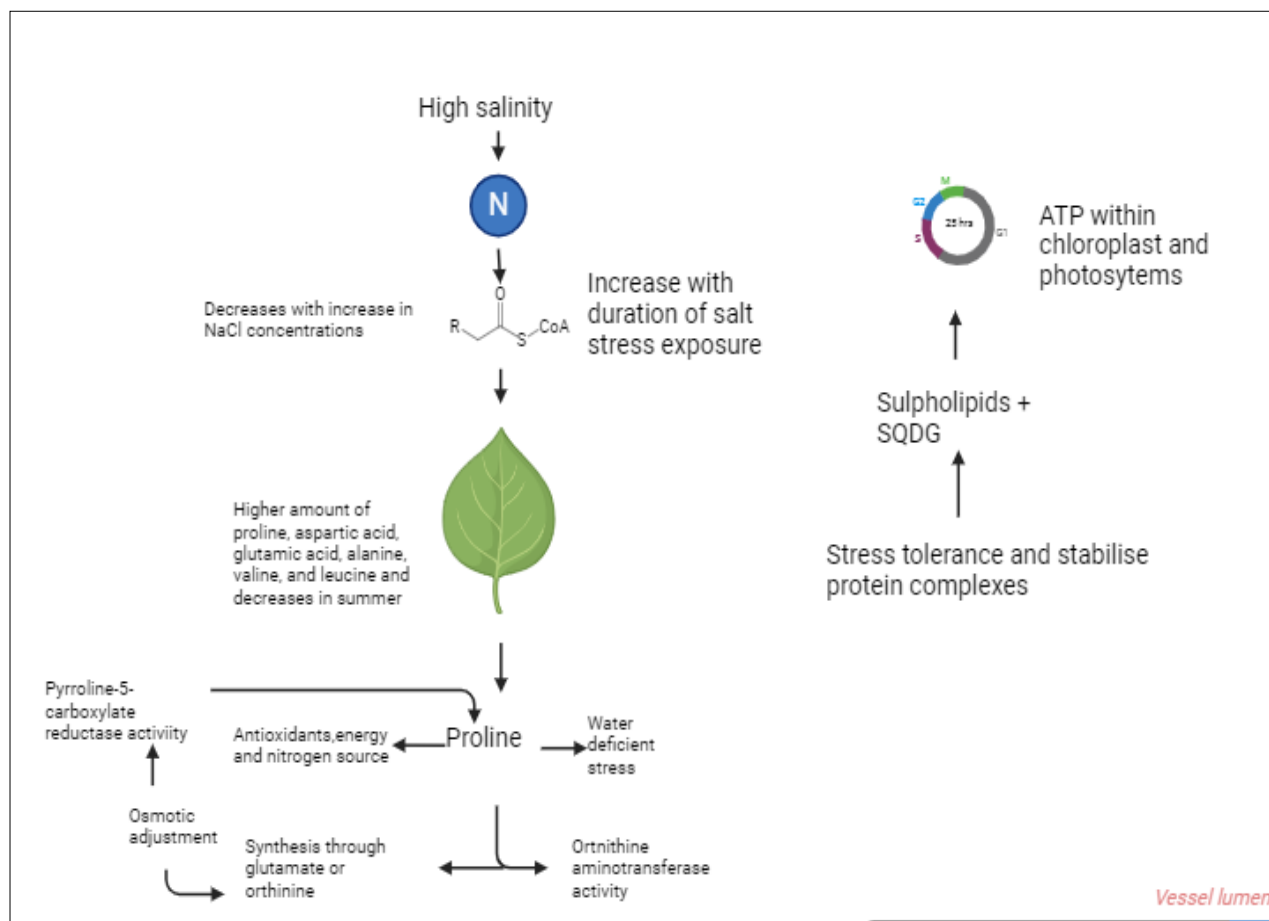 High salinity
N
Decreases with increase in
NaCl concentrations
O
R
S
CoA
Increase with
duration of salt
stress exposure
Higher amount of
proline, aspartic acid,
glutamic acid, alanine,
valine, and leucine and
decreases in summer
Pyrroline-5-
carboxylate
reductase activiity
Antioxidants,energy
and nitrogen source
Proline
Water
deficient
stress
Osmotic
adjustment
Synthesis through
glutamate or
orthinine
Ortnithine
aminotransferase
activity
M
G2
S
25 hrs
G1
ATP within
chloroplast and
photosytems
Sulpholipids +
SQDG
Stress tolerance and stabilise
protein complexes
Vessel lumen